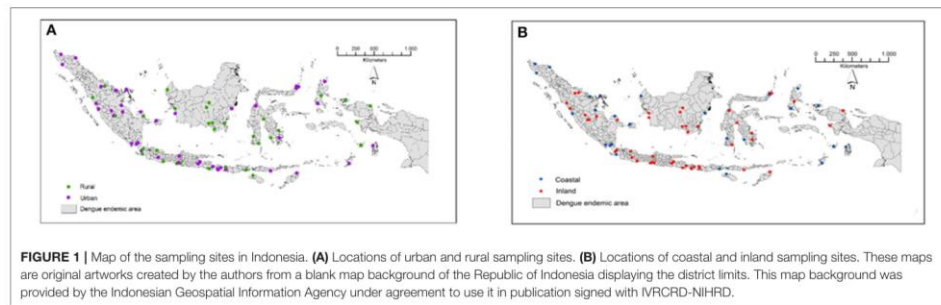 A
0 250 500 1.000
Kilometers
N
Rural
Urban
Dengue endemic area
B
0 250 500 1.000
Kilometers
N
Coastal
Inland
Dengue endemic area
FIGURE 1 | Map of the sampling sites in Indonesia. (A) Locations of urban and rural sampling sites. (B) Locations of coastal and inland sampling sites. These maps
are original artworks created by the authors from a blank map background of the Republic of Indonesia displaying the district limits. This map background was
provided by the Indonesian Geospatial Information Agency under agreement to use it in publication signed with IVRCRD-NIHRD.